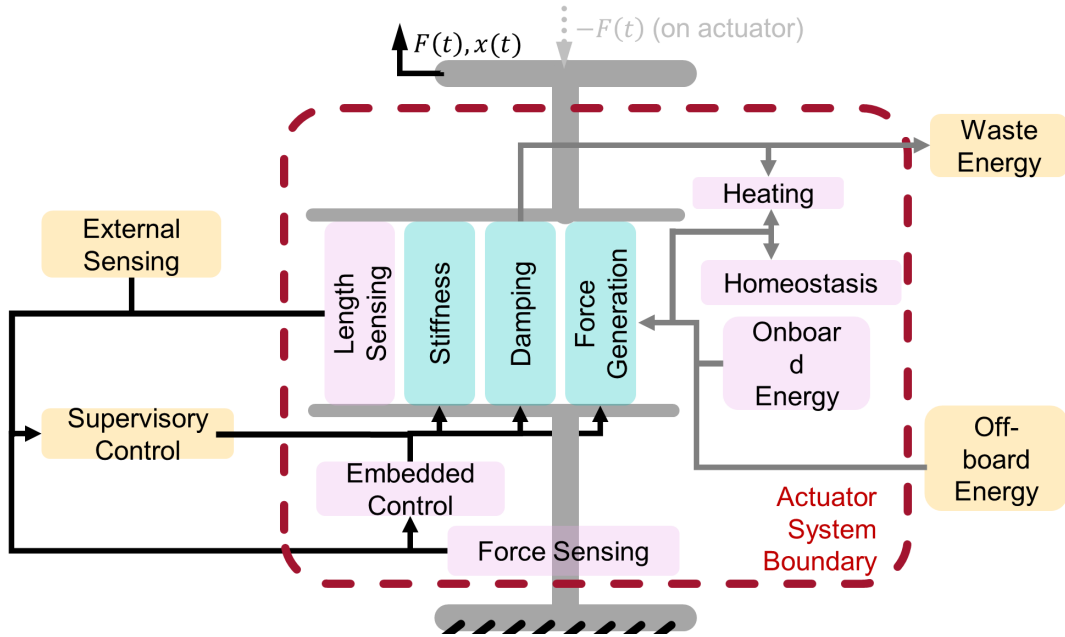 −F(t) (on actuator)
F(t), x(t)
Waste
Energy
Heating
External
Sensing
Homeostasis
Length
Sensing
Stiffness
Damping
Force
Generation
Onboar
d
Energy
Supervisory
Control
Off-
board
Energy
Embedded
Control
Actuator
System
Boundary
Force Sensing